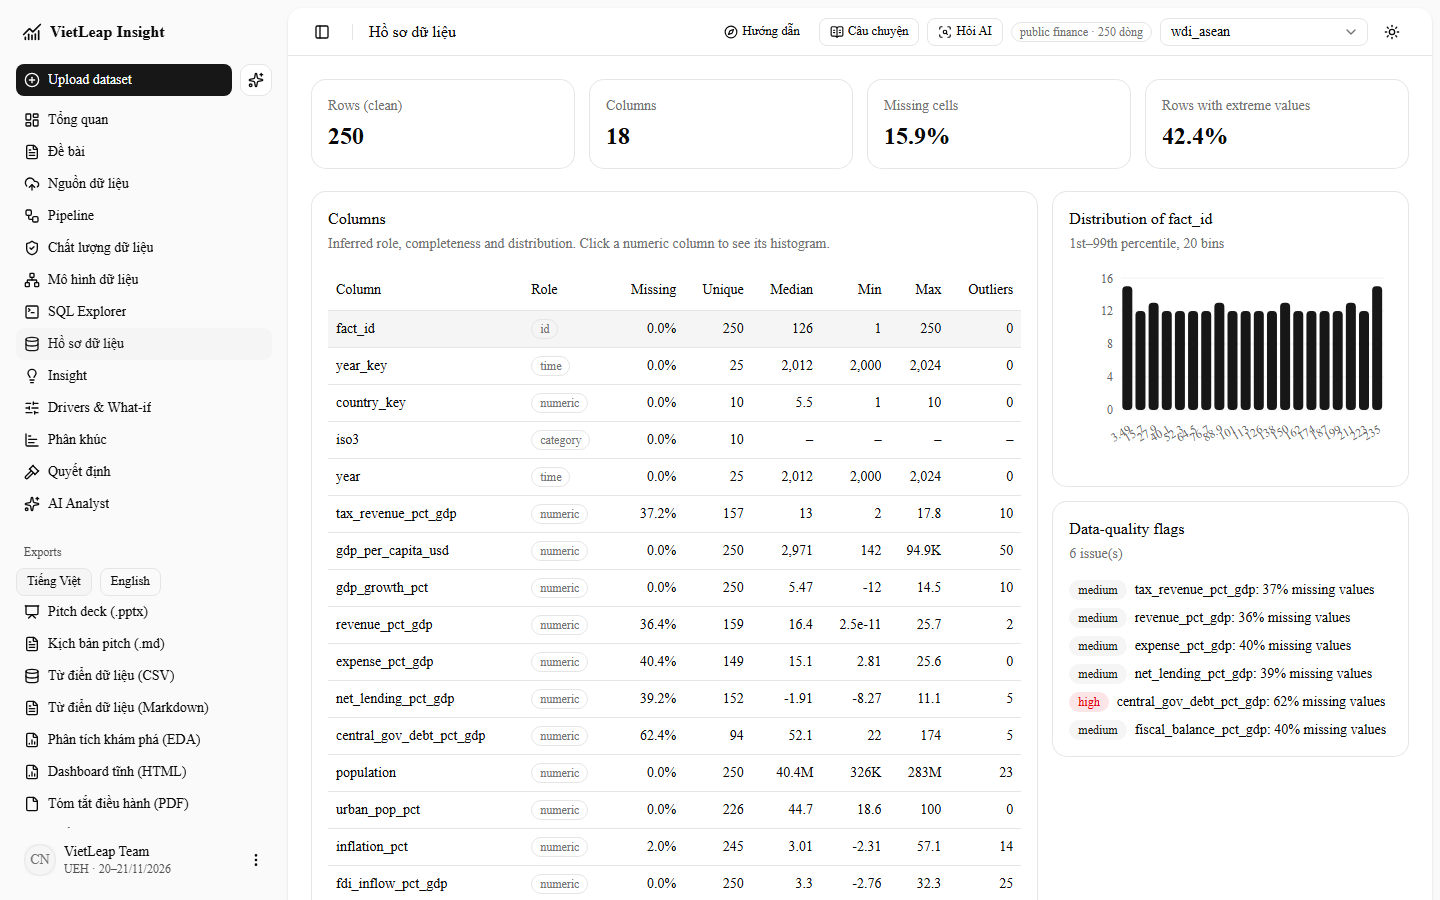 VietLeap Insight
Upload dataset
Tổng quan
Đề bài
Nguồn dữ liệu
Pipeline
Chất lượng dữ liệu
Mô hình dữ liệu
SQL Explorer
Hồ sơ dữ liệu
Insight
Drivers & What-if
Phân khúc
Quyết định
AI Analyst
Exports
Tiếng Việt English
Pitch deck (.pptx)
Kịch bản pitch (.md)
Từ điển dữ liệu (CSV)
Từ điển dữ liệu (Markdown)
Phân tích khám phá (EDA)
Dashboard tĩnh (HTML)
Tóm tắt điều hành (PDF)
CN VietLeap Team
UEH · 20–21/11/2026
Hồ sơ dữ liệu Hướng dẫn Câu chuyện Hỏi AI public finance · 250 dòng wdi_asean
Rows (clean)
250
Columns
18
Missing cells
15.9%
Rows with extreme values
42.4%
Columns
Inferred role, completeness and distribution. Click a numeric column to see its histogram.
Column Role Missing Unique Median Min Max Outliers
fact_id id 0.0% 250 126 1 250 0
year_key time 0.0% 25 2,012 2,000 2,024 0
country_key numeric 0.0% 10 5.5 1 10 0
iso3 category 0.0% 10 – – – –
year time 0.0% 25 2,012 2,000 2,024 0
tax_revenue_pct_gdp numeric 37.2% 157 13 2 17.8 10
gdp_per_capita_usd numeric 0.0% 250 2,971 142 94.9K 50
gdp_growth_pct numeric 0.0% 250 5.47 -12 14.5 10
revenue_pct_gdp numeric 36.4% 159 16.4 2.5e-11 25.7 2
expense_pct_gdp numeric 40.4% 149 15.1 2.81 25.6 0
net_lending_pct_gdp numeric 39.2% 152 -1.91 -8.27 11.1 5
central_gov_debt_pct_gdp numeric 62.4% 94 52.1 22 174 5
population numeric 0.0% 250 40.4M 326K 283M 23
urban_pop_pct numeric 0.0% 226 44.7 18.6 100 0
inflation_pct numeric 2.0% 245 3.01 -2.31 57.1 14
fdi_inflow_pct_gdp numeric 0.0% 250 3.3 -2.76 32.3 25
Distribution of fact_id
1st–99th percentile, 20 bins
16
12
8
4
0
Data-quality flags
6 issue(s)
medium tax_revenue_pct_gdp: 37% missing values
medium revenue_pct_gdp: 36% missing values
medium expense_pct_gdp: 40% missing values
medium net_lending_pct_gdp: 39% missing values
high central_gov_debt_pct_gdp: 62% missing values
medium fiscal_balance_pct_gdp: 40% missing values